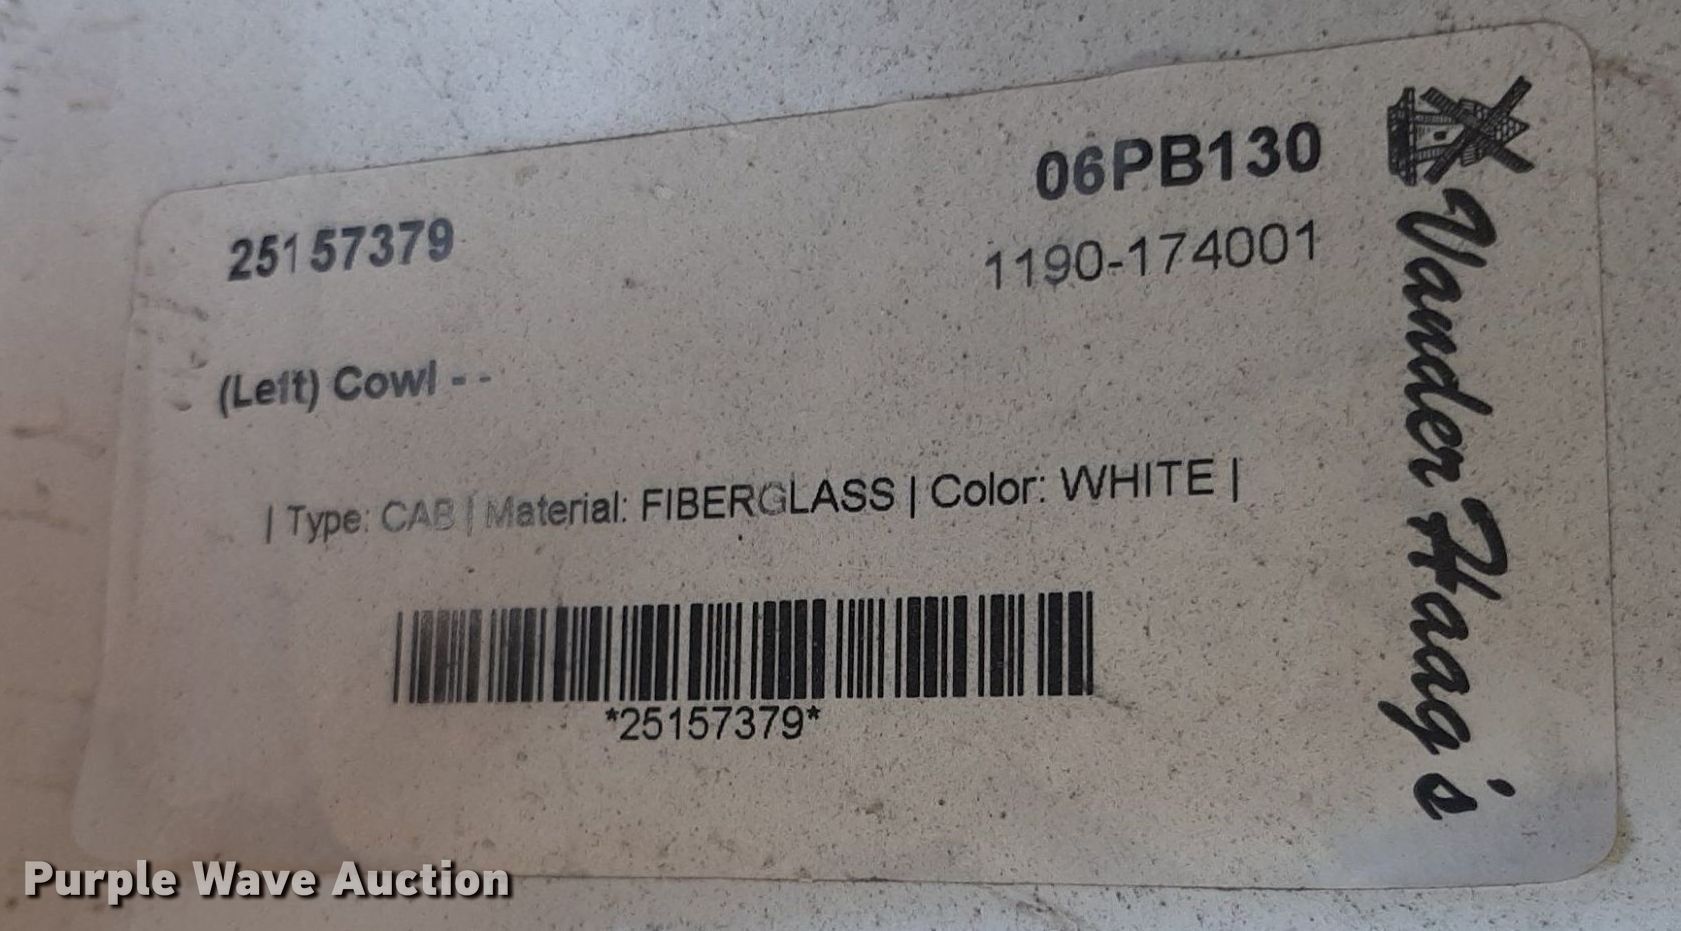 06PB130
25157379
1190-174001
(Left) Cowl - -
| Type: CAB | Material: FIBERGLASS | Color: WHITE |
*25157379*
Vander Haag's
Purple Wave Auction